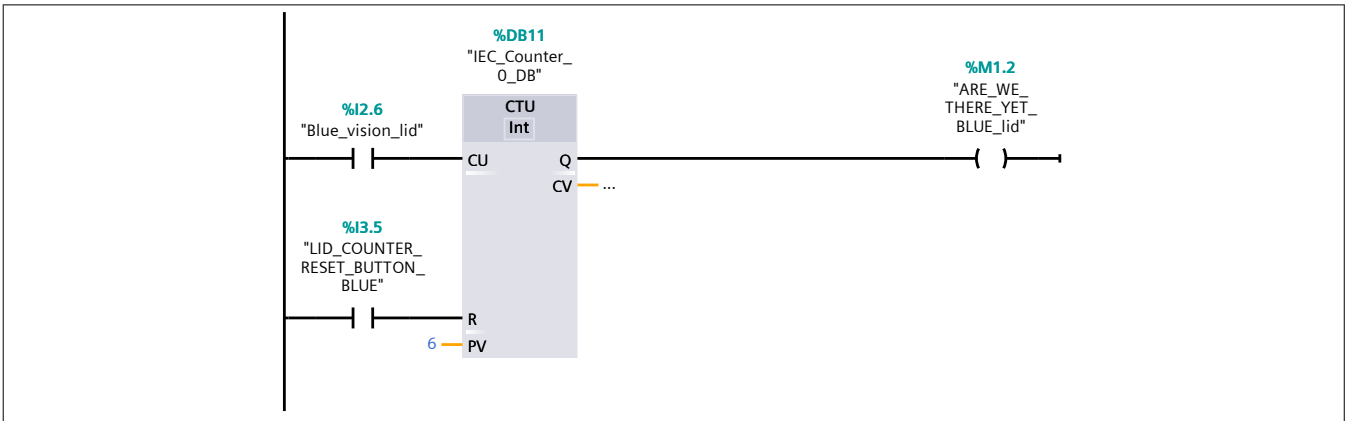 %DB11
"IEC_Counter_
0_DB"
%M1.2
"ARE_WE_
THERE_YET_
BLUE_lid"
CTU
Int
%I2.6
"Blue_vision_lid"
CU
Q
CV
...
%I3.5
"LID_COUNTER_
RESET_BUTTON_
BLUE"
R
6
PV